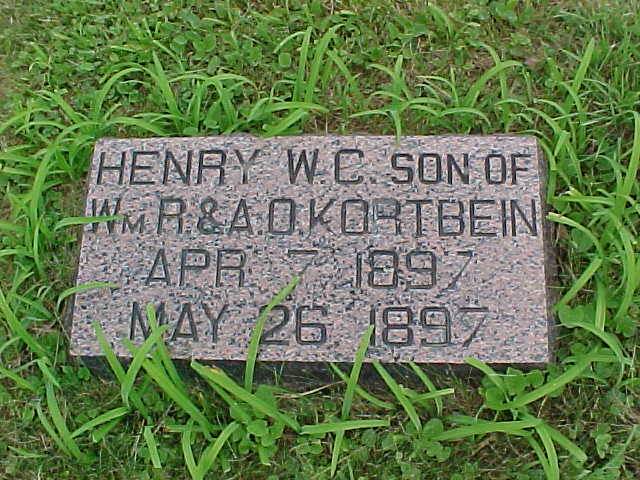 HENRY W.C. SON OF
WM R. & A.O. KORTBEIN
APR. 7 1897
MAY 26 1897